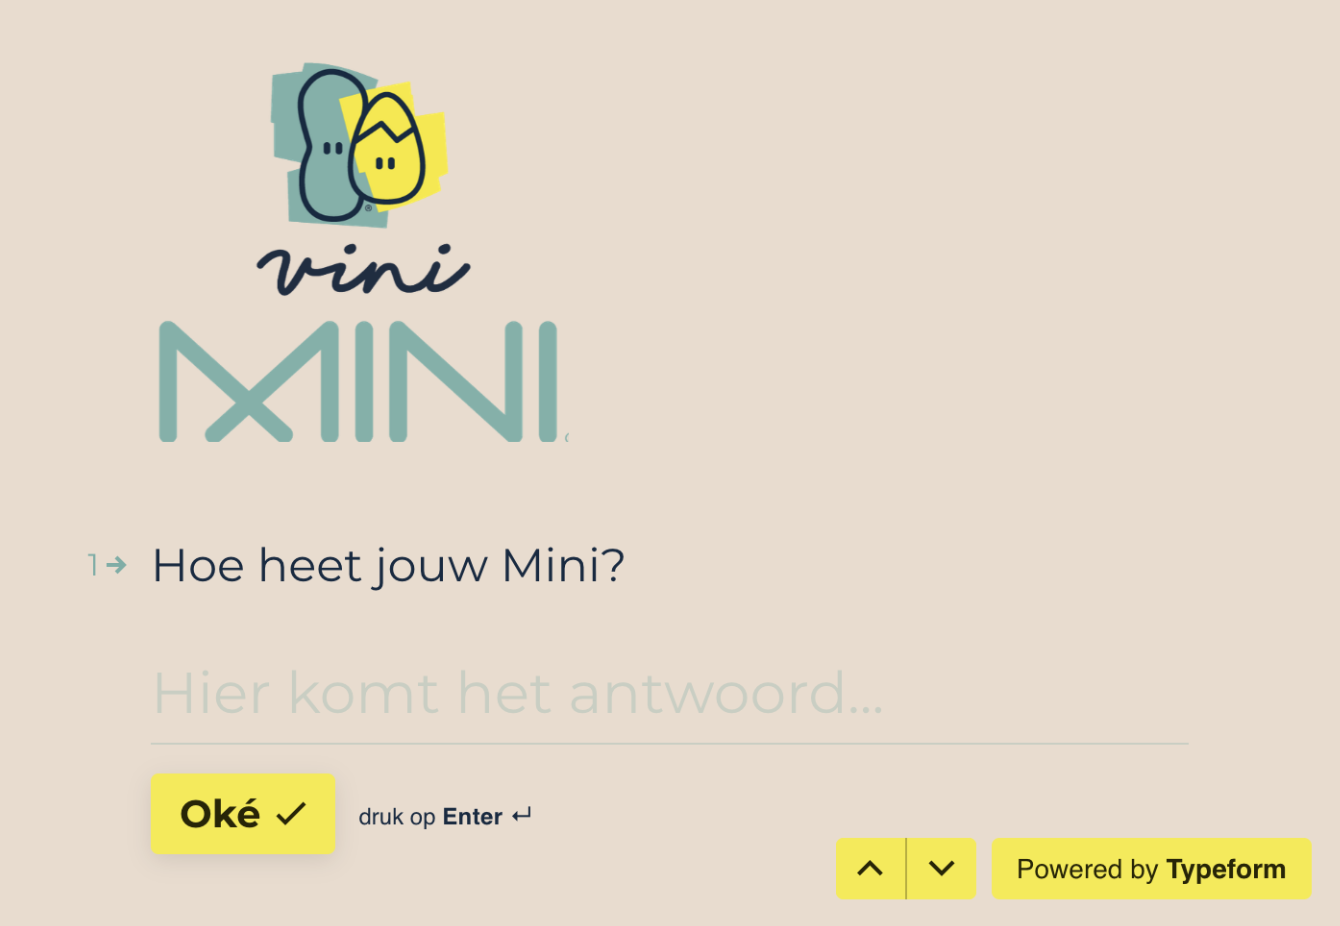 vini
MINI
1 → Hoe heet jouw Mini?
Hier komt het antwoord...
Oké ✓
druk op Enter ↵
Powered by Typeform